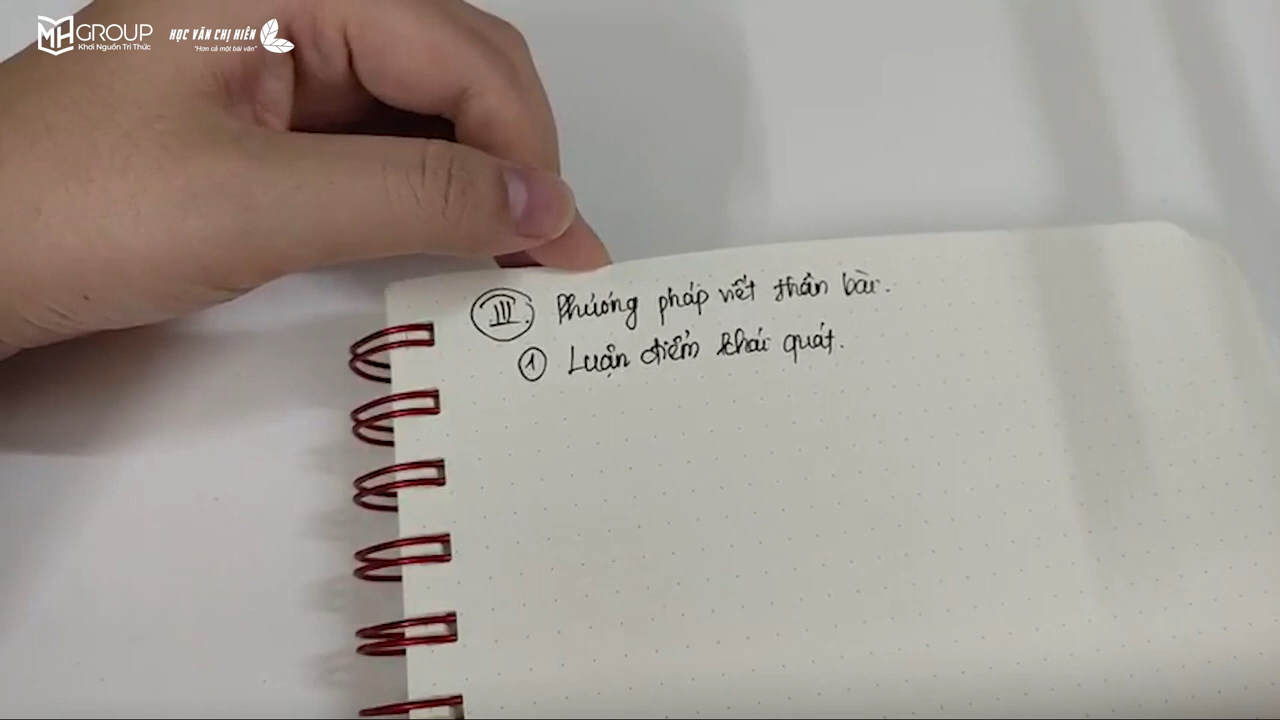 MH GROUP
Khơi Nguồn Tri Thức
HỌC VĂN CHỊ HIÊN
"Hơn cả một bài văn"
III. Phương pháp viết thân bài.
1 Luận điểm khái quát.